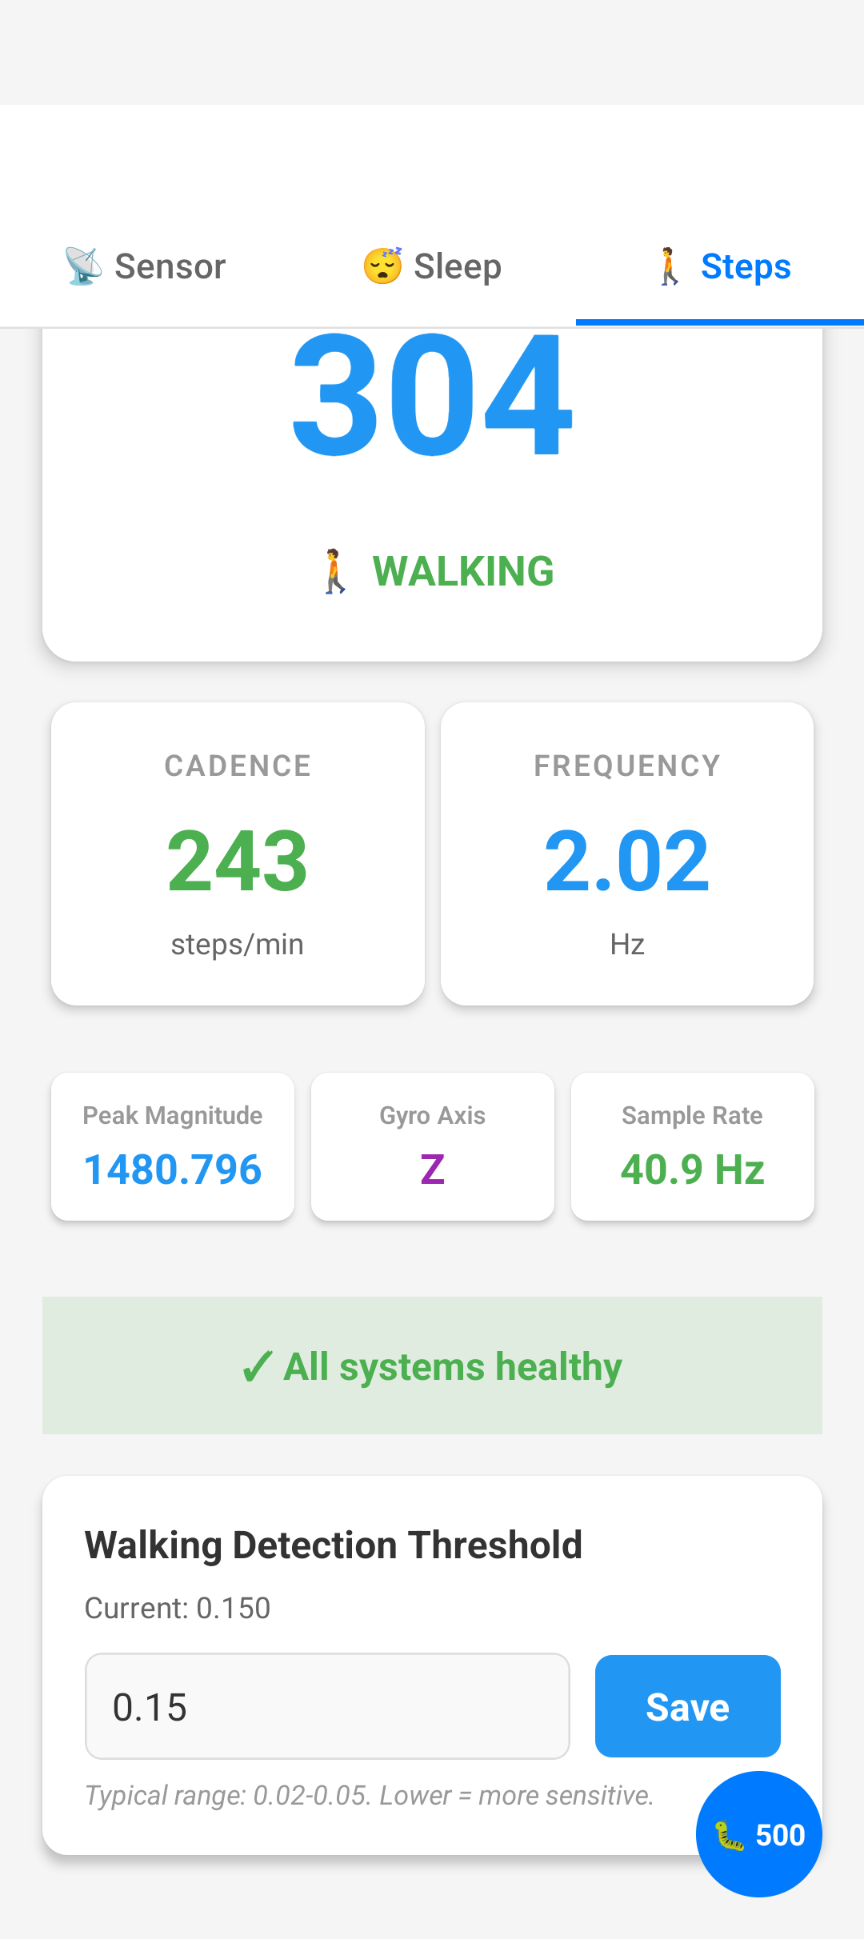 Sensor
Sleep
Steps
304
WALKING
CADENCE
243
steps/min
FREQUENCY
2.02
Hz
Peak Magnitude
1480.796
Gyro Axis
Z
Sample Rate
40.9 Hz
✓ All systems healthy
Walking Detection Threshold
Current: 0.150
0.15
Save
Typical range: 0.02-0.05. Lower = more sensitive.
500